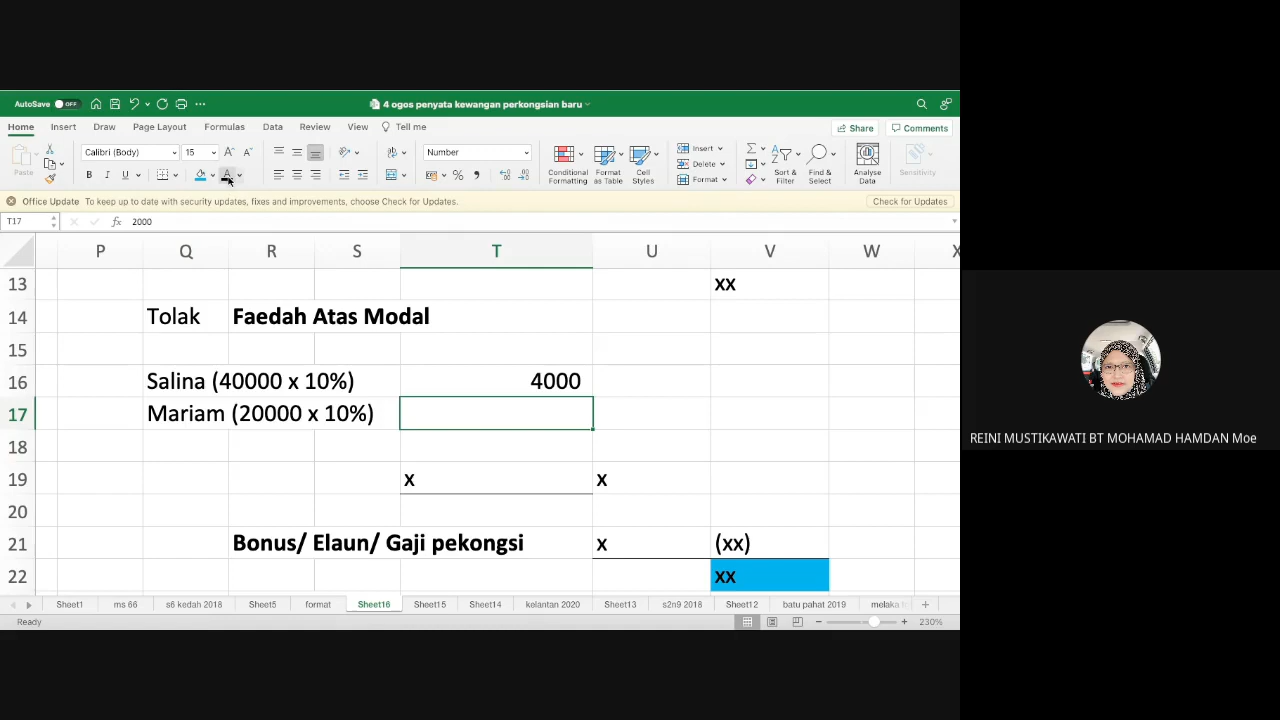 AutoSave OFF
4 ogos penyata kewangan perkongsian baru
Home Insert Draw Page Layout Formulas Data Review View Tell me
Share Comments
Paste
Calibri (Body) 15
Number
Conditional Formatting
Format as Table
Cell Styles
Insert
Delete
Format
Sort & Filter
Find & Select
Analyse Data
Sensitivity
Office Update To keep up to date with security updates, fixes and improvements, choose Check for Updates. Check for Updates
T17 fx 2000
P Q R S T U V W X
13 xx
14 Tolak Faedah Atas Modal
15
16 Salina (40000 x 10%) 4000
17 Mariam (20000 x 10%)
18
19 x x
20
21 Bonus/ Elaun/ Gaji pekongsi x (xx)
22 xx
Sheet1 ms 66 s6 kedah 2018 Sheet5 format Sheet16 Sheet15 Sheet14 kelantan 2020 Sheet13 s2n9 2018 Sheet12 batu pahat 2019 melaka
Ready 230%
REINI MUSTIKAWATI BT MOHAMAD HAMDAN Moe